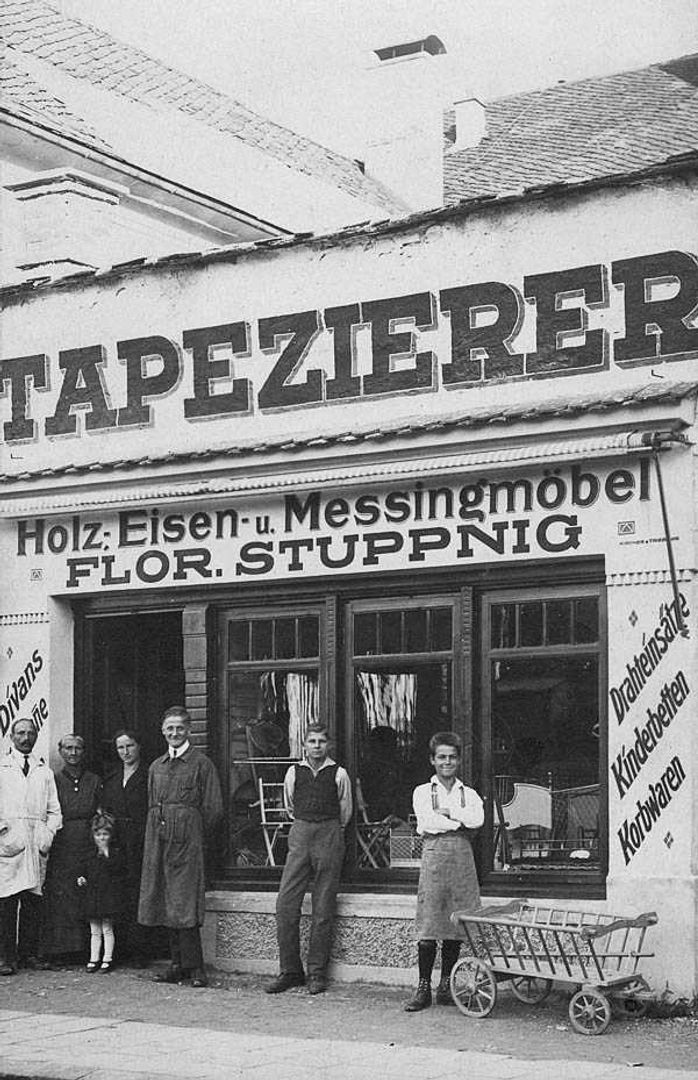 TAPEZIERER
Holz-, Eisen- u. Messingmöbel
FLOR. STUPPNIG
Divans
Drahteinsätze
Kinderbetten
Korbwaren